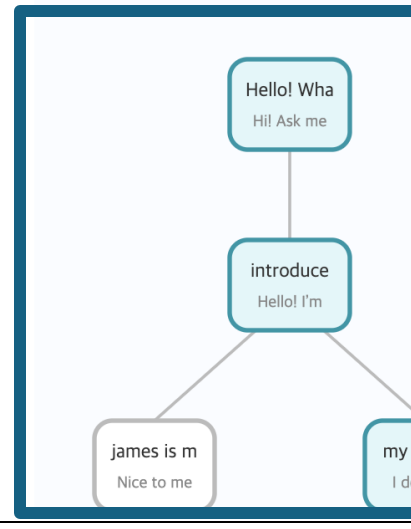 Hello! Wha
Hi! Ask me
introduce
Hello! I'm
james is m
Nice to me
my
I d